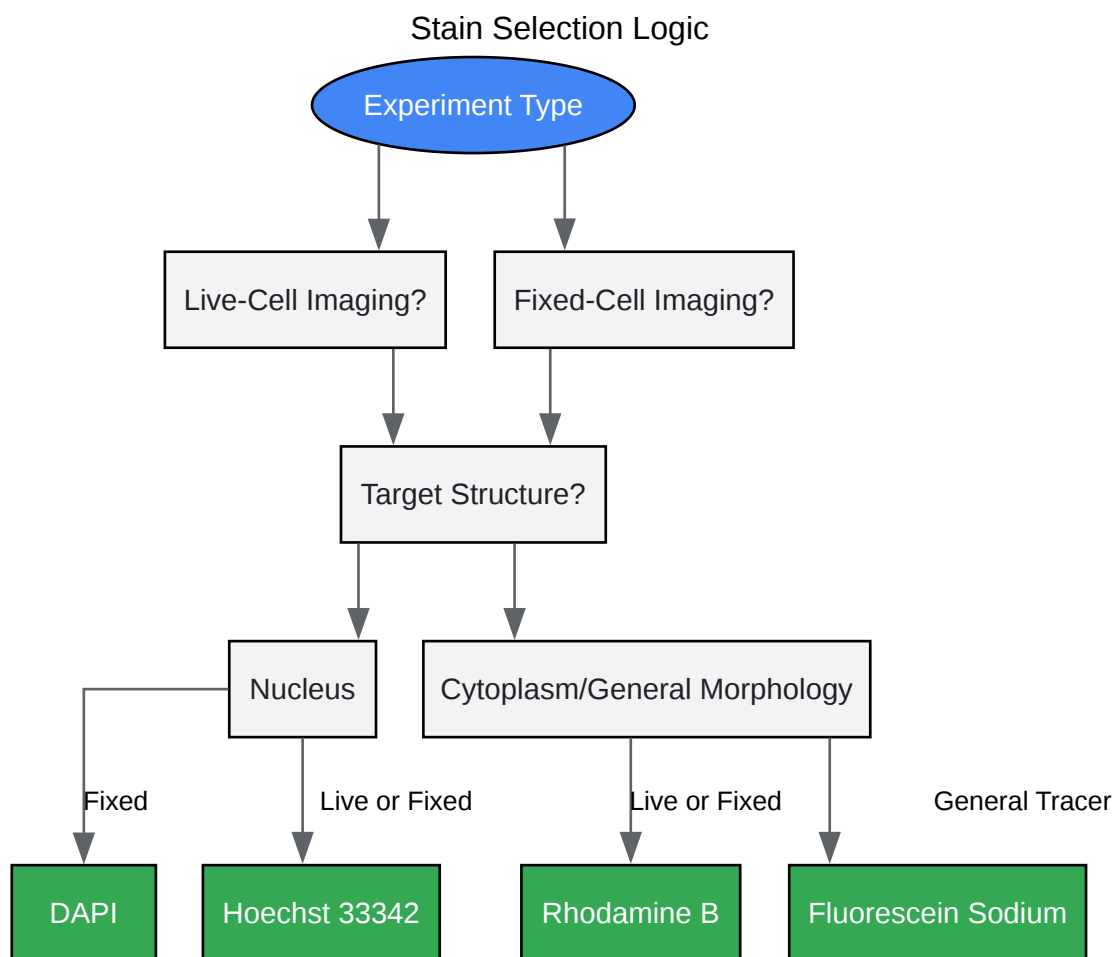 Stain Selection Logic
Experiment Type
Live-Cell Imaging?
Fixed-Cell Imaging?
Target Structure?
Nucleus
Cytoplasm/General Morphology
Fixed
Live or Fixed
Live or Fixed
General Tracer
DAPI
Hoechst 33342
Rhodamine B
Fluorescein Sodium